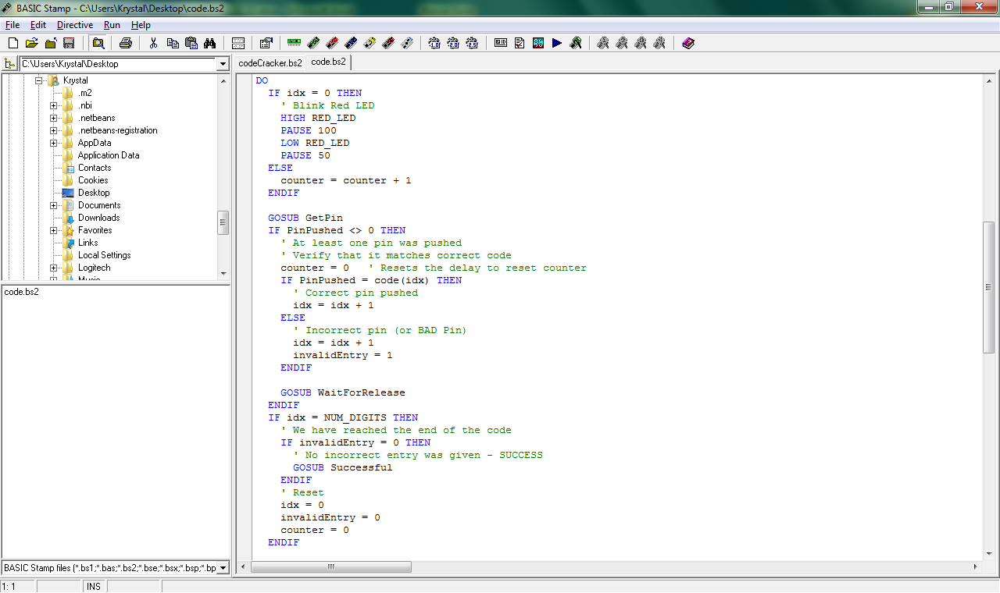 BASIC Stamp - C:\Users\Krystal\Desktop\code.bs2
File Edit Directive Run Help
C:\Users\Krystal\Desktop
Krystal
.m2
.nbi
.netbeans
.netbeans-registration
AppData
Application Data
Contacts
Cookies
Desktop
Documents
Downloads
Favorites
Links
Local Settings
Logitech
Music
code.bs2
BASIC Stamp files (*.bs1;*.bas;*.bs2;*.bse;*.bsx;*.bsp;*.bp
codeCracker.bs2 code.bs2
DO
  IF idx = 0 THEN
    ' Blink Red LED
    HIGH RED_LED
    PAUSE 100
    LOW RED_LED
    PAUSE 50
  ELSE
    counter = counter + 1
  ENDIF

  GOSUB GetPin
  IF PinPushed <> 0 THEN
    ' At least one pin was pushed
    ' Verify that it matches correct code
    counter = 0   ' Resets the delay to reset counter
    IF PinPushed = code(idx) THEN
      ' Correct pin pushed
      idx = idx + 1
    ELSE
      ' Incorrect pin (or BAD Pin)
      idx = idx + 1
      invalidEntry = 1
    ENDIF

    GOSUB WaitForRelease
  ENDIF
  IF idx = NUM_DIGITS THEN
    ' We have reached the end of the code
    IF invalidEntry = 0 THEN
      ' No incorrect entry was given - SUCCESS
      GOSUB Successful
    ENDIF
    ' Reset
    idx = 0
    invalidEntry = 0
    counter = 0
  ENDIF
1: 1 INS